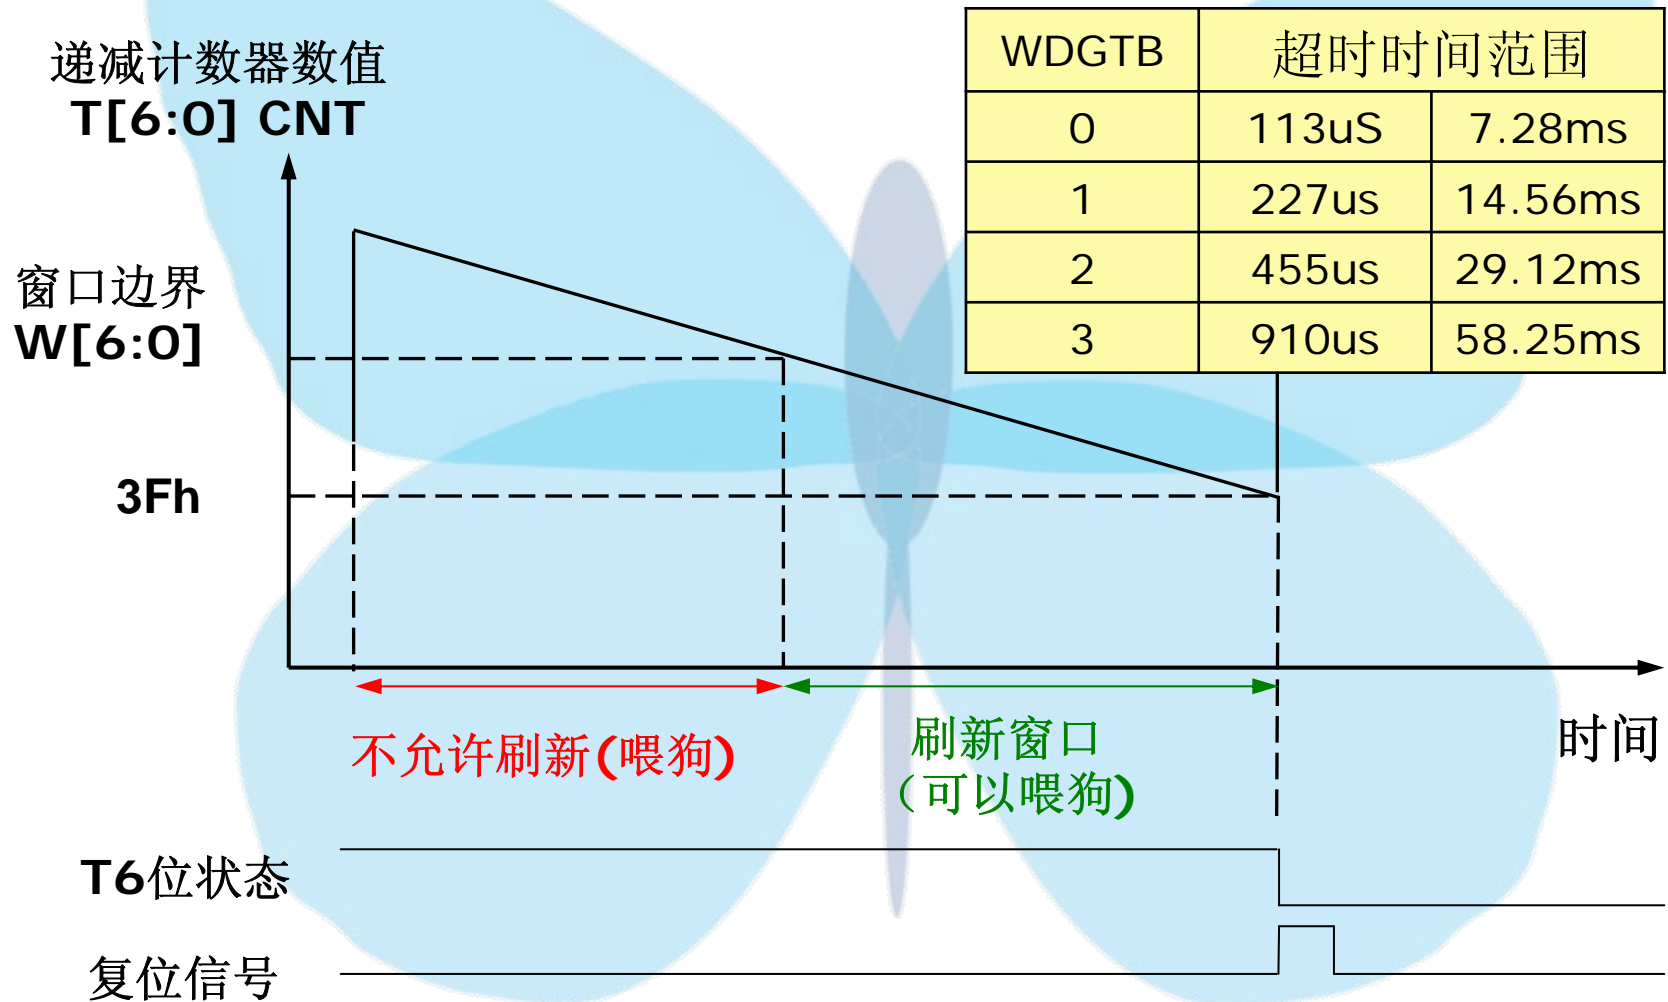 递减计数器数值
T[6:0] CNT
WDGTB 超时时间范围
0 113uS 7.28ms
1 227us 14.56ms
2 455us 29.12ms
3 910us 58.25ms
窗口边界
W[6:0]
3Fh
不允许刷新(喂狗)
刷新窗口
(可以喂狗)
时间
T6位状态
复位信号